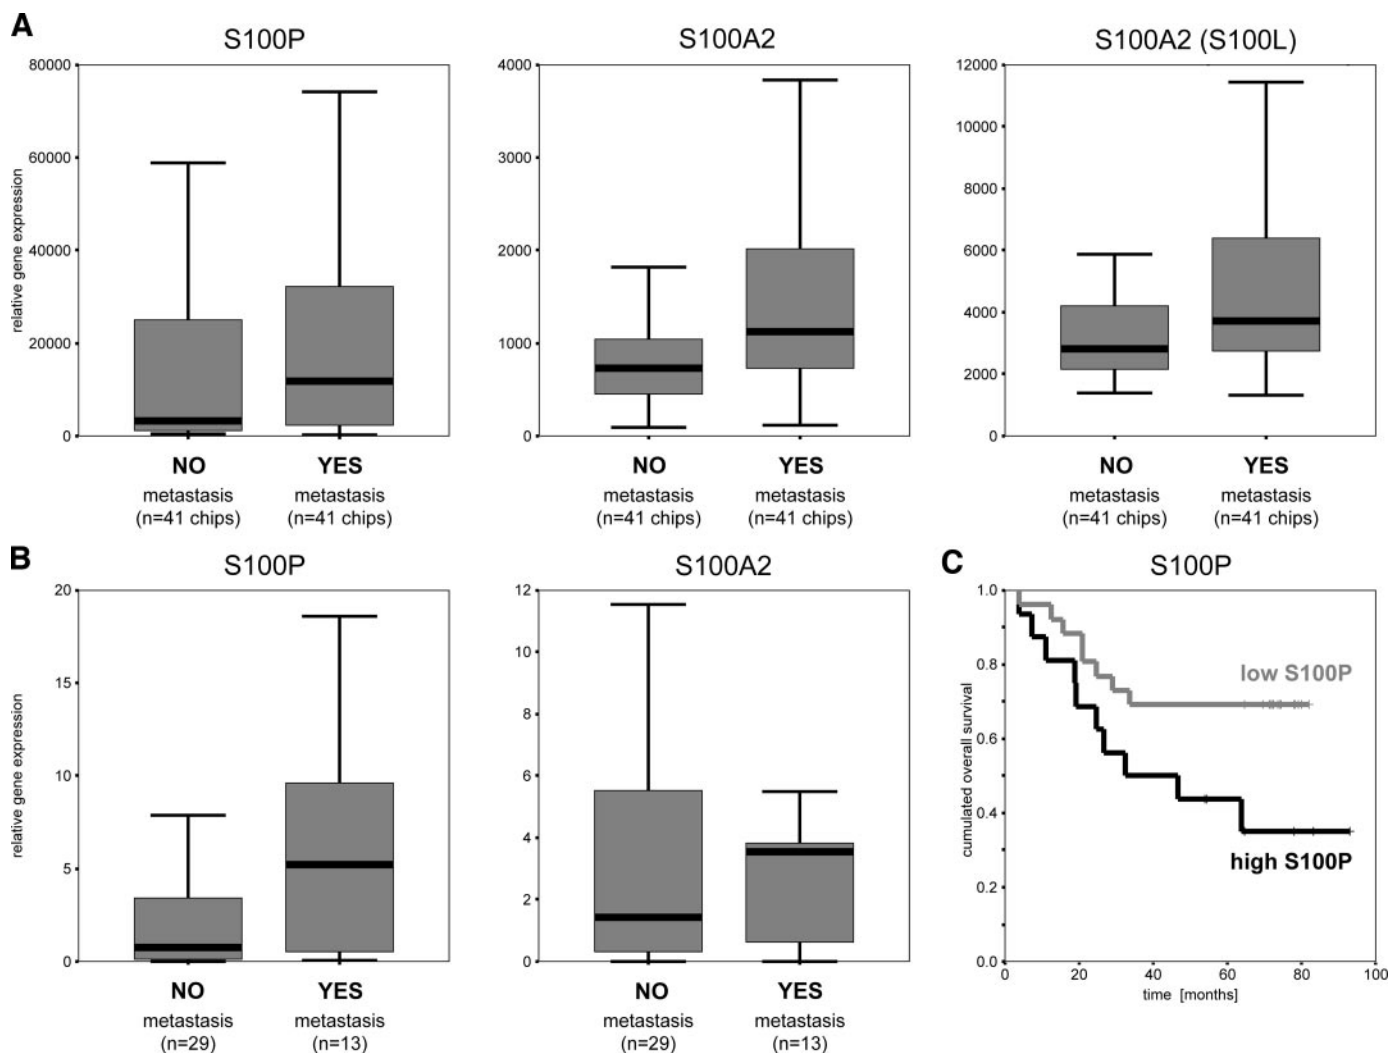 A
S100P
S100A2
S100A2 (S100L)
relative gene expression
80000
60000
40000
20000
0
4000
3000
2000
1000
0
12000
10000
8000
6000
4000
2000
0
NO
YES
NO
YES
NO
YES
metastasis
metastasis
metastasis
metastasis
metastasis
metastasis
(n=41 chips)
(n=41 chips)
(n=41 chips)
(n=41 chips)
(n=41 chips)
(n=41 chips)
B
S100P
S100A2
relative gene expression
20
15
10
5
0
12
10
8
6
4
2
0
NO
YES
NO
YES
metastasis
metastasis
metastasis
metastasis
(n=29)
(n=13)
(n=29)
(n=13)
C
S100P
cumulated overall survival
1.0
0.8
0.6
0.4
0.2
0.0
low S100P
high S100P
0
20
40
60
80
100
time [months]